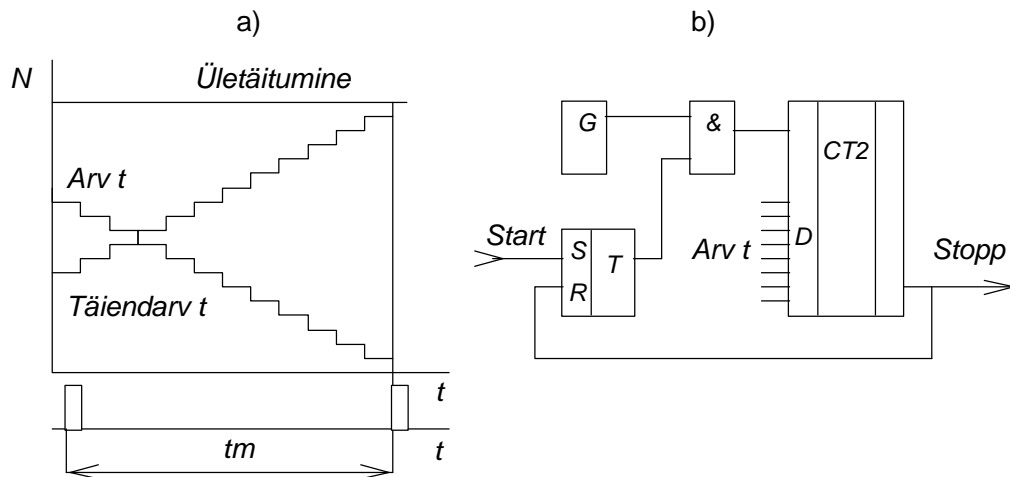 a)
N
Ületäitumine
Arv t
Täiendarv t
t
t
tm
b)
G
&
CT2
Start
S
T
R
Arv t
D
Stopp